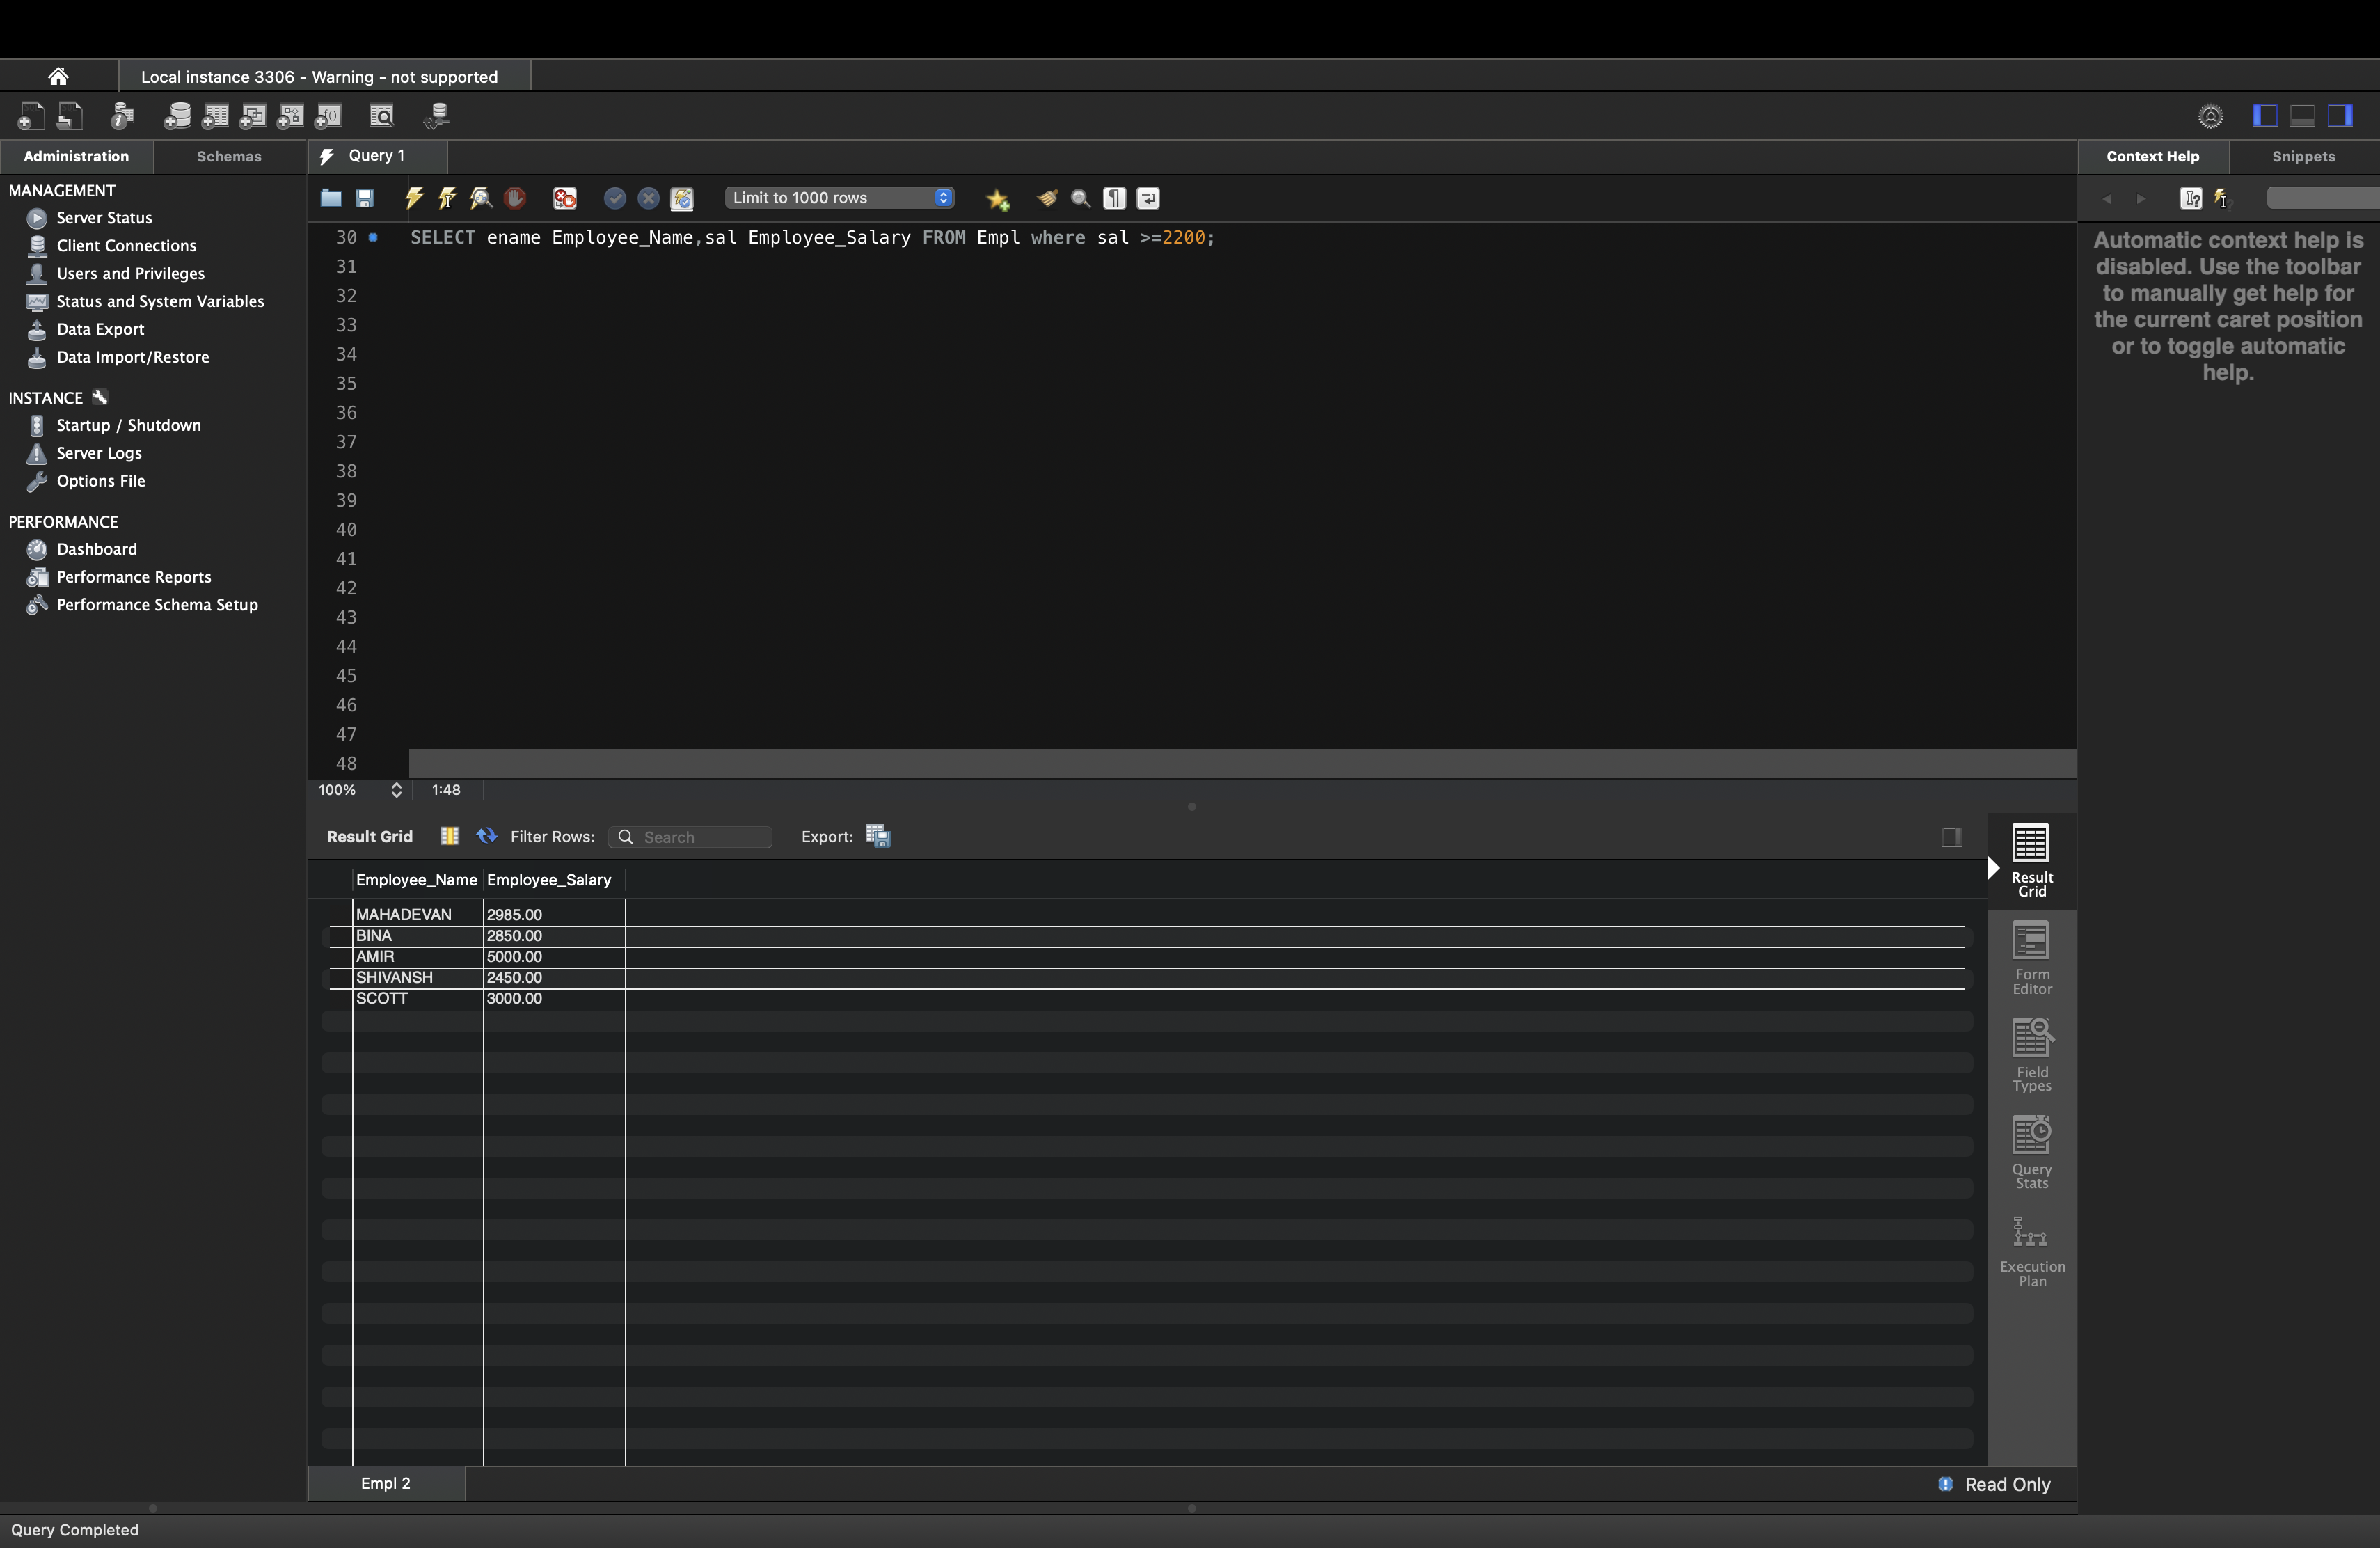 Local instance 3306 - Warning - not supported
Administration
Schemas
Query 1
Context Help
Snippets
MANAGEMENT
Server Status
Client Connections
Users and Privileges
Status and System Variables
Data Export
Data Import/Restore
INSTANCE
Startup / Shutdown
Server Logs
Options File
PERFORMANCE
Dashboard
Performance Reports
Performance Schema Setup
Limit to 1000 rows
30 SELECT ename Employee_Name,sal Employee_Salary FROM Empl where sal >=2200;
31
32
33
34
35
36
37
38
39
40
41
42
43
44
45
46
47
48
100% 1:48
Automatic context help is
disabled. Use the toolbar
to manually get help for
the current caret position
or to toggle automatic
help.
Result Grid Filter Rows: Search Export:
Employee_Name Employee_Salary
MAHADEVAN 2985.00
BINA 2850.00
AMIR 5000.00
SHIVANSH 2450.00
SCOTT 3000.00
Result
Grid
Form
Editor
Field
Types
Query
Stats
Execution
Plan
Empl 2
Read Only
Query Completed